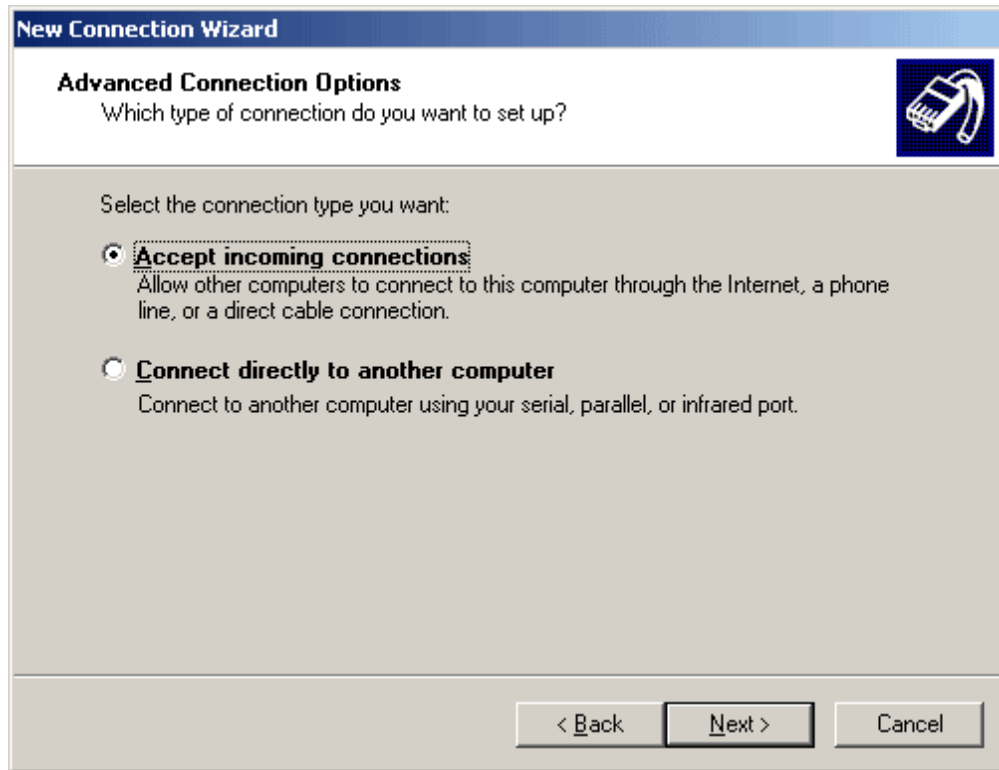 New Connection Wizard
Advanced Connection Options
Which type of connection do you want to set up?
Select the connection type you want:
Accept incoming connections
Allow other computers to connect to this computer through the Internet, a phone
line, or a direct cable connection.
Connect directly to another computer
Connect to another computer using your serial, parallel, or infrared port.
< Back Next > Cancel